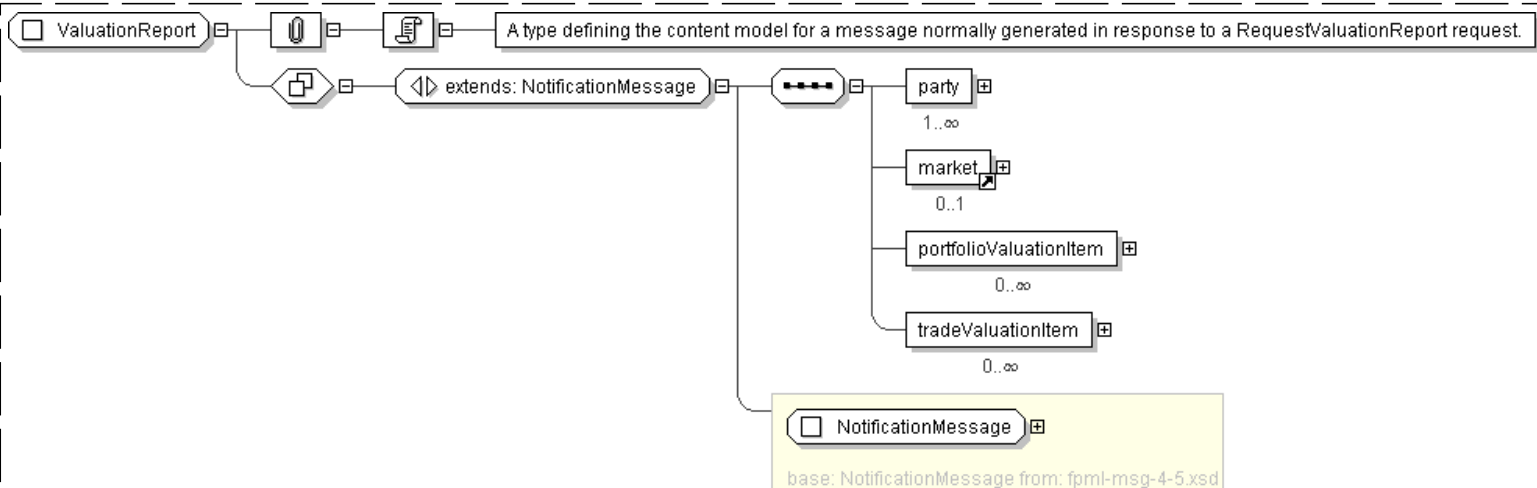 ValuationReport
A type defining the content model for a message normally generated in response to a RequestValuationReport request.
extends: NotificationMessage
party
1..∞
market
0..1
portfolioValuationItem
0..∞
tradeValuationItem
0..∞
NotificationMessage
base: NotificationMessage from: fpml-msg-4-5.xsd